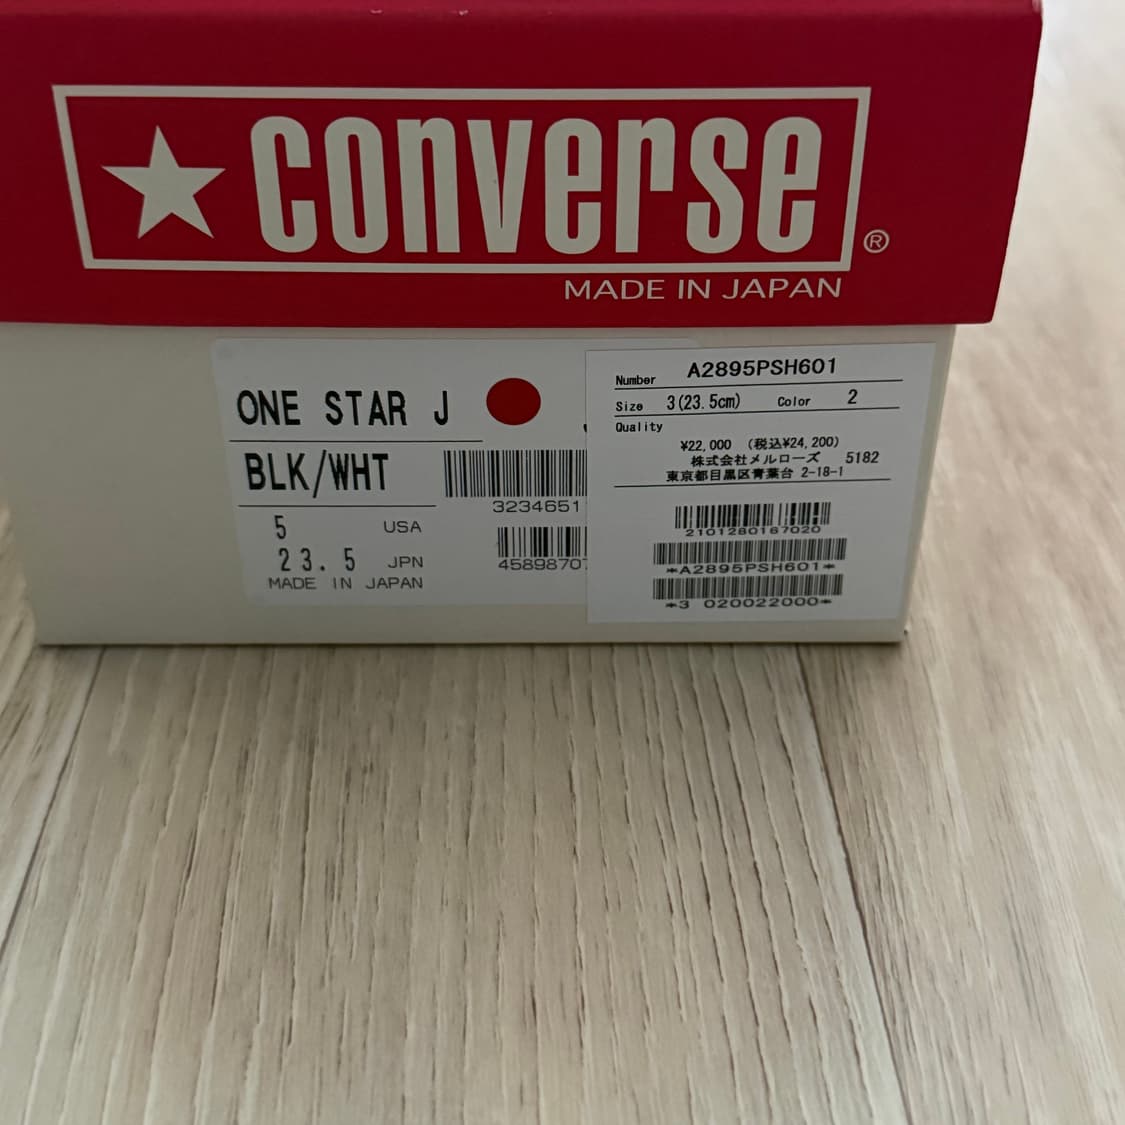 CONVERSE ®
MADE IN JAPAN
ONE STAR J
BLK/WHT
5 USA
23.5 JPN
MADE IN JAPAN
3234651
4589870
Number A2895PSH601
Size 3(23.5cm) Color 2
Quality
¥22,000 (税込¥24,200)
株式会社メルローズ 5182
東京都目黒区青葉台 2-18-1
2101280167020
*A2895PSH601*
*3 020022000*